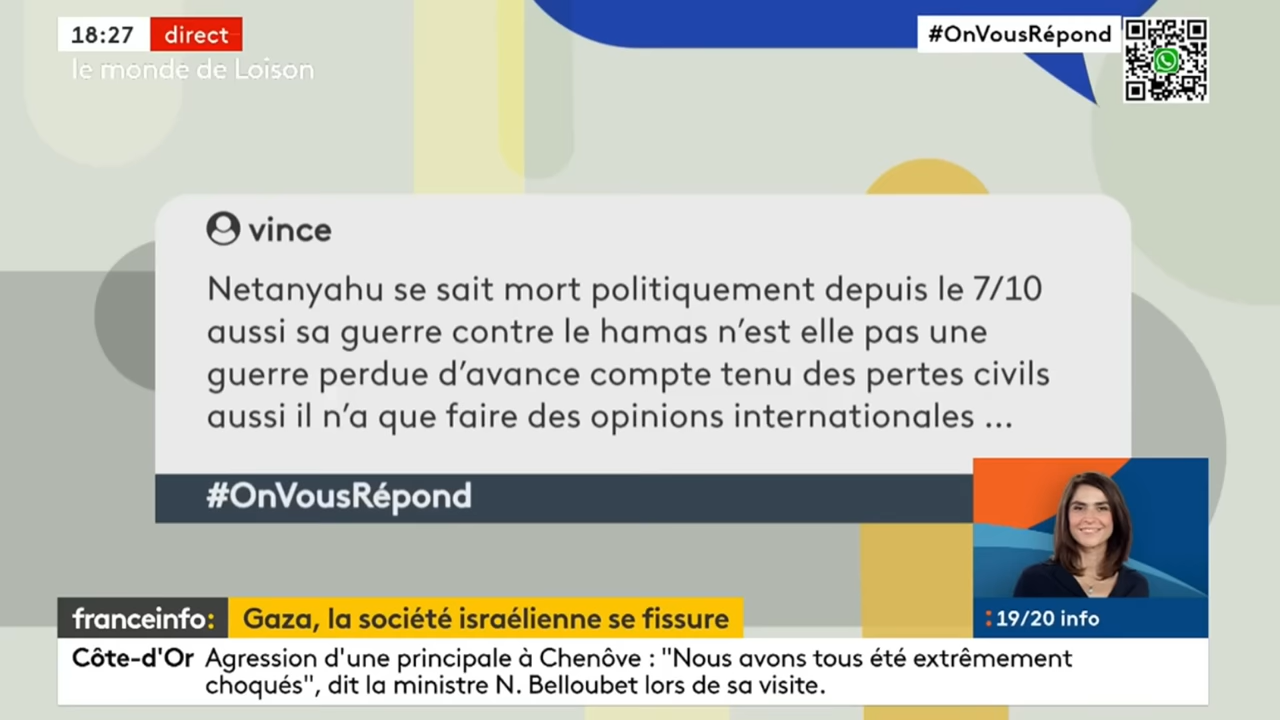 18:27 direct
#OnVousRépond
le monde de Loison
vince
Netanyahu se sait mort politiquement depuis le 7/10
aussi sa guerre contre le hamas n’est elle pas une
guerre perdue d’avance compte tenu des pertes civils
aussi il n’a que faire des opinions internationales ...
#OnVousRépond
:19/20 info
franceinfo: Gaza, la société israélienne se fissure
Côte-d'Or Agression d'une principale à Chenôve : "Nous avons tous été extrêmement
choqués", dit la ministre N. Belloubet lors de sa visite.